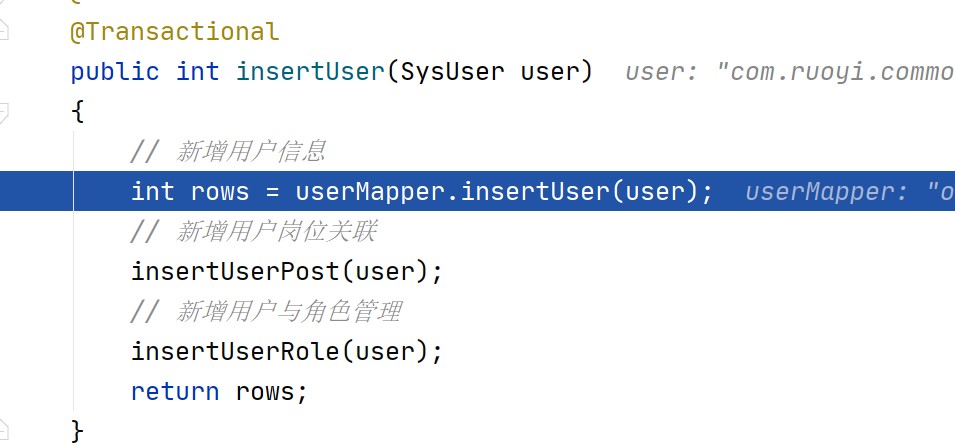 @Transactional
public int insertUser(SysUser user)  user: "com.ruoyi.commo
{
// 新增用户信息
int rows = userMapper.insertUser(user);  userMapper: "o
// 新增用户岗位关联
insertUserPost(user);
// 新增用户与角色管理
insertUserRole(user);
return rows;
}